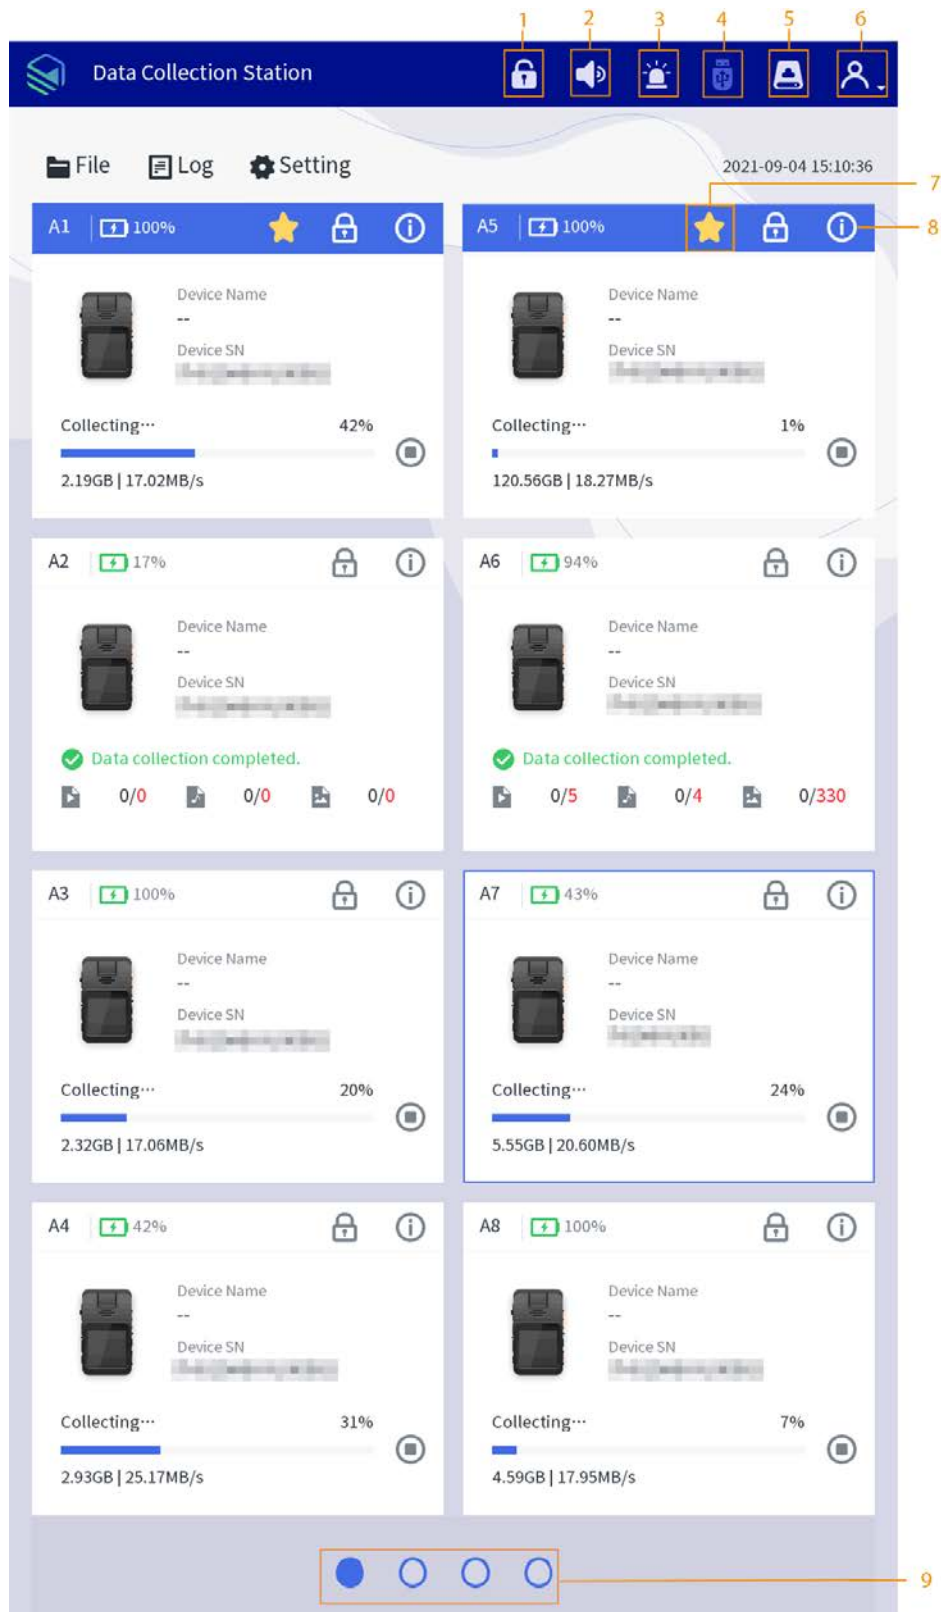 1 2 3 4 5 6
Data Collection Station
File Log Setting 2021-09-04 15:10:36
7
A1 100%
Device Name
--
Device SN
Collecting··· 42%
2.19GB | 17.02MB/s
A5 100%
8
Device Name
--
Device SN
Collecting··· 1%
120.56GB | 18.27MB/s
A2 17%
Device Name
--
Device SN
Data collection completed.
0/0 0/0 0/0
A6 94%
Device Name
--
Device SN
Data collection completed.
0/5 0/4 0/330
A3 100%
Device Name
--
Device SN
Collecting··· 20%
2.32GB | 17.06MB/s
A7 43%
Device Name
--
Device SN
Collecting··· 24%
5.55GB | 20.60MB/s
A4 42%
Device Name
--
Device SN
Collecting··· 31%
2.93GB | 25.17MB/s
A8 100%
Device Name
--
Device SN
Collecting··· 7%
4.59GB | 17.95MB/s
9